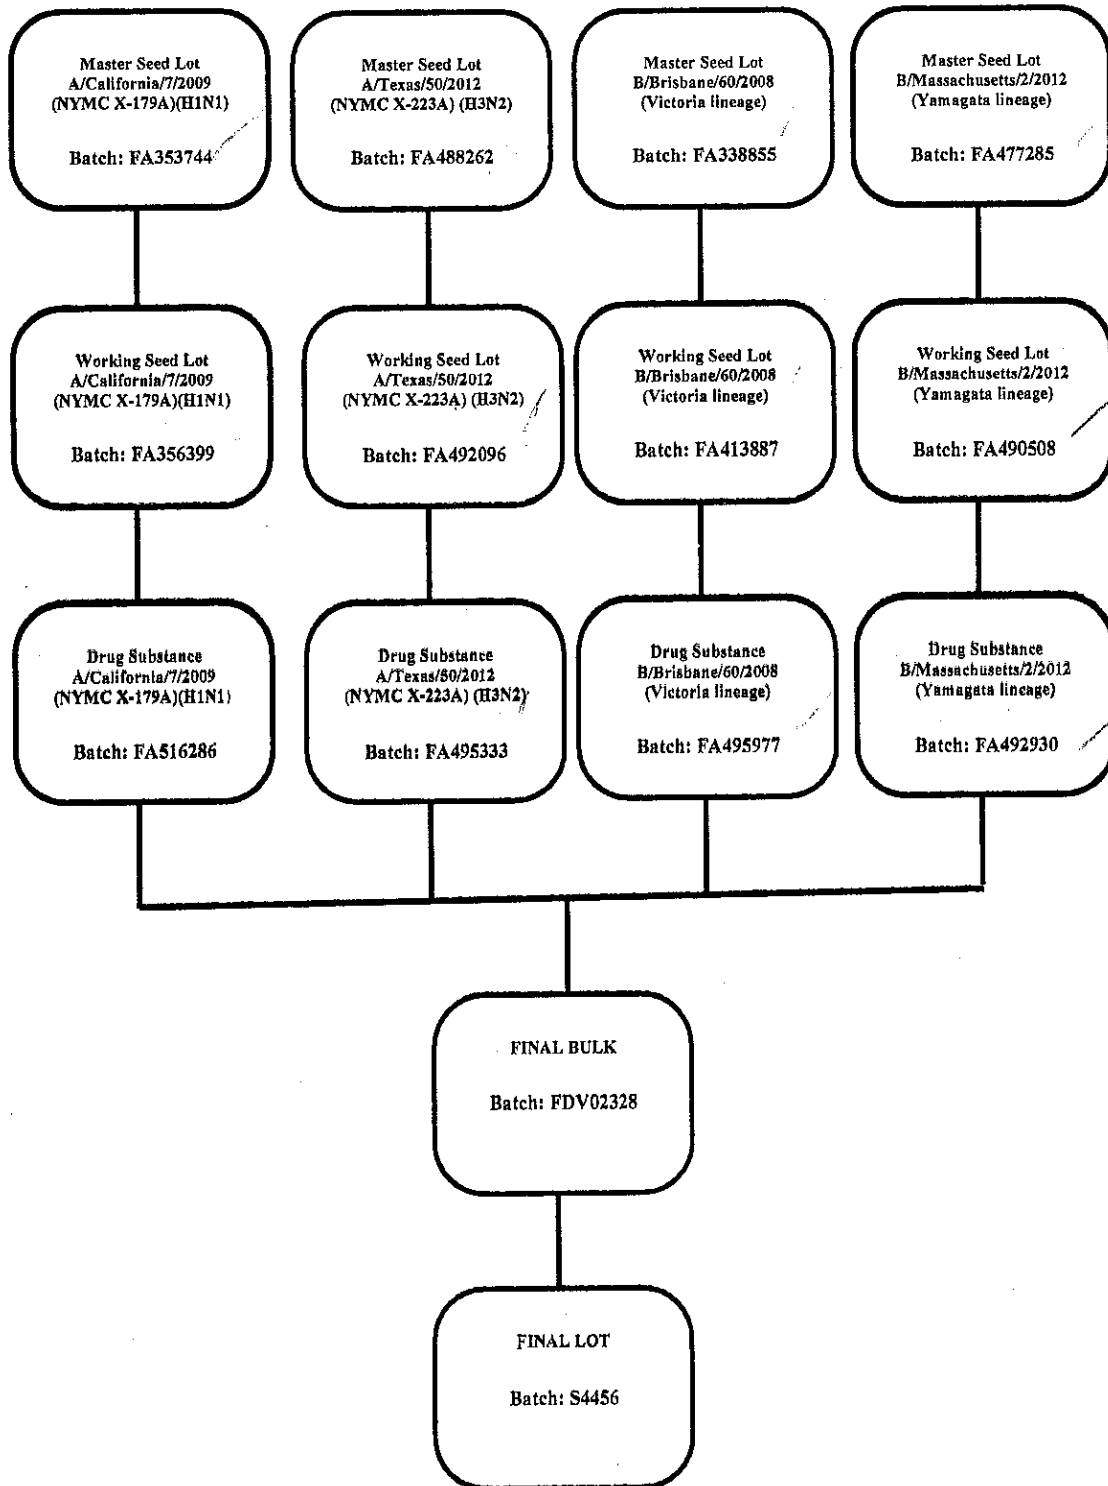 Master Seed Lot
A/California/7/2009
(NYMC X-179A)(H1N1)
Batch: FA353744
Master Seed Lot
A/Texas/50/2012
(NYMC X-223A) (H3N2)
Batch: FA488262
Master Seed Lot
B/Brisbane/60/2008
(Victoria lineage)
Batch: FA338855
Master Seed Lot
B/Massachusetts/2/2012
(Yamagata lineage)
Batch: FA477285
Working Seed Lot
A/California/7/2009
(NYMC X-179A)(H1N1)
Batch: FA356399
Working Seed Lot
A/Texas/50/2012
(NYMC X-223A) (H3N2)
Batch: FA492096
Working Seed Lot
B/Brisbane/60/2008
(Victoria lineage)
Batch: FA413887
Working Seed Lot
B/Massachusetts/2/2012
(Yamagata lineage)
Batch: FA490508
Drug Substance
A/California/7/2009
(NYMC X-179A)(H1N1)
Batch: FA516286
Drug Substance
A/Texas/50/2012
(NYMC X-223A) (H3N2)
Batch: FA495333
Drug Substance
B/Brisbane/60/2008
(Victoria lineage)
Batch: FA495977
Drug Substance
B/Massachusetts/2/2012
(Yamagata lineage)
Batch: FA492930
FINAL BULK
Batch: FDV02328
FINAL LOT
Batch: S4456